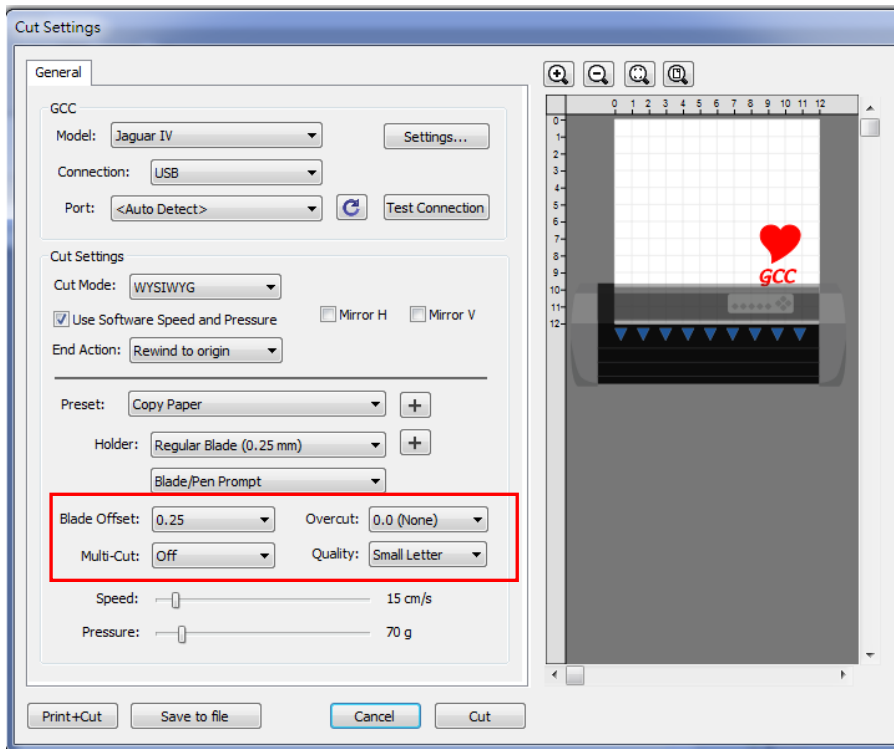 Cut Settings
General
GCC
Model: Jaguar IV Settings...
Connection: USB
Port: <Auto Detect> Test Connection
Cut Settings
Cut Mode: WYSIWYG
Use Software Speed and Pressure Mirror H Mirror V
End Action: Rewind to origin
Preset: Copy Paper +
Holder: Regular Blade (0.25 mm) +
Blade/Pen Prompt
Blade Offset: 0.25 Overcut: 0.0 (None)
Multi-Cut: Off Quality: Small Letter
Speed: 15 cm/s
Pressure: 70 g
Print+Cut Save to file Cancel Cut
0 1 2 3 4 5 6 7 8 9 10 11 12
0
1
2
3
4
5
6
7
8
9
10
11
12
GCC